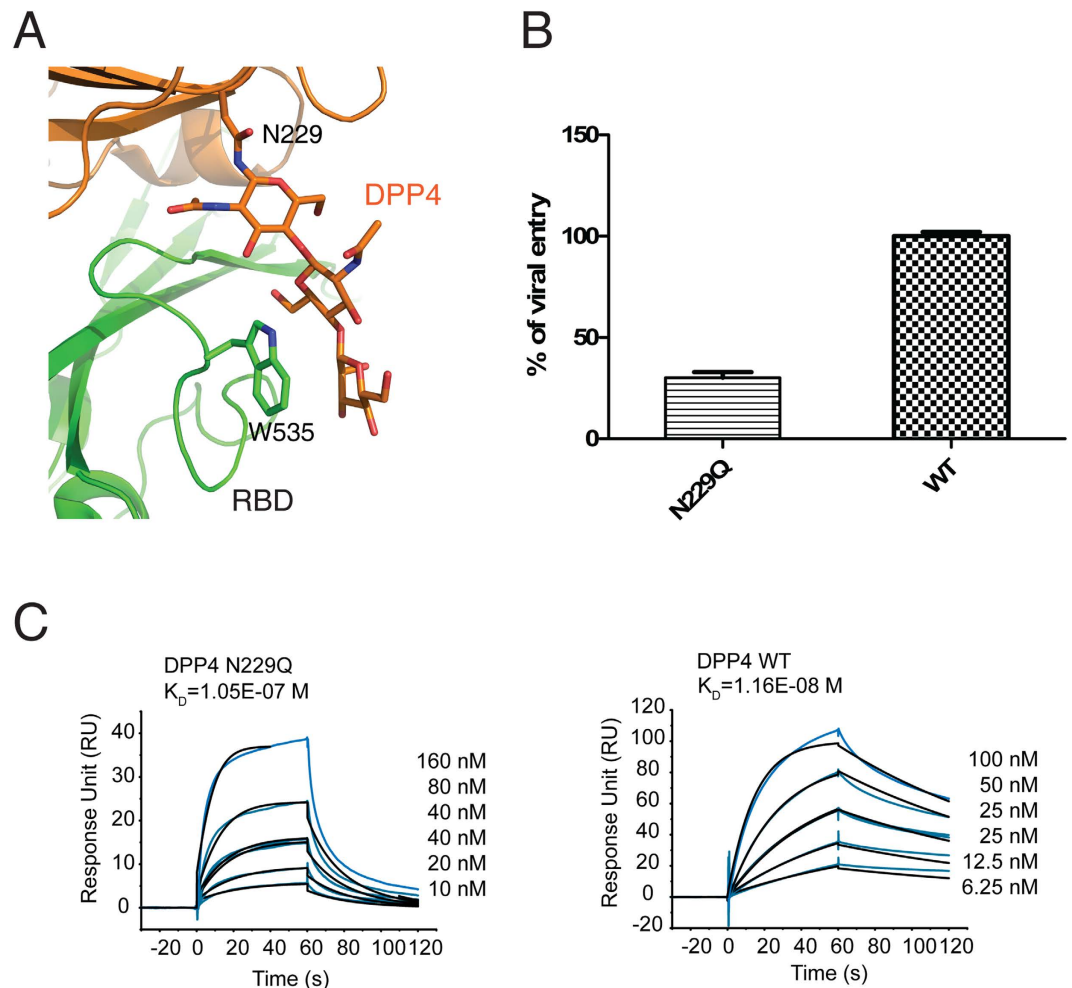 A
N229
DPP4
W535
RBD
B
% of viral entry
150
100
50
0
N229Q
WT
C
DPP4 N229Q
K_D=1.05E-07 M
Response Unit (RU)
40
30
20
10
0
-20 0 20 40 60 80 100 120
Time (s)
160 nM
80 nM
40 nM
40 nM
20 nM
10 nM
DPP4 WT
K_D=1.16E-08 M
Response Unit (RU)
120
100
80
60
40
20
0
-20
-20 0 20 40 60 80 100 120
Time (s)
100 nM
50 nM
25 nM
25 nM
12.5 nM
6.25 nM